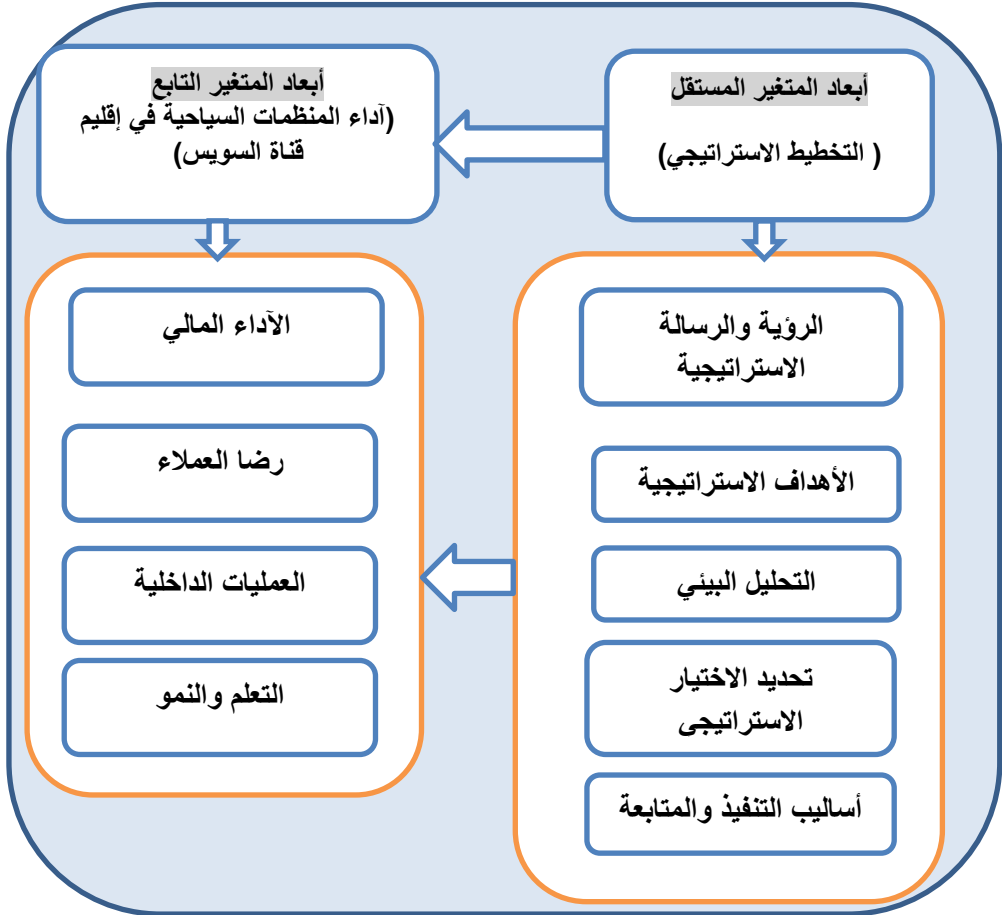 أبعاد المتغير المستقل
( التخطيط الاستراتيجي)
أبعاد المتغير التابع
(آداء المنظمات السياحية في إقليم
قناة السويس)
الرؤية والرسالة
الاستراتيجية
الأهداف الاستراتيجية
التحليل البيئي
تحديد الاختيار
الاستراتيجى
أساليب التنفيذ والمتابعة
الآداء المالي
رضا العملاء
العمليات الداخلية
التعلم والنمو